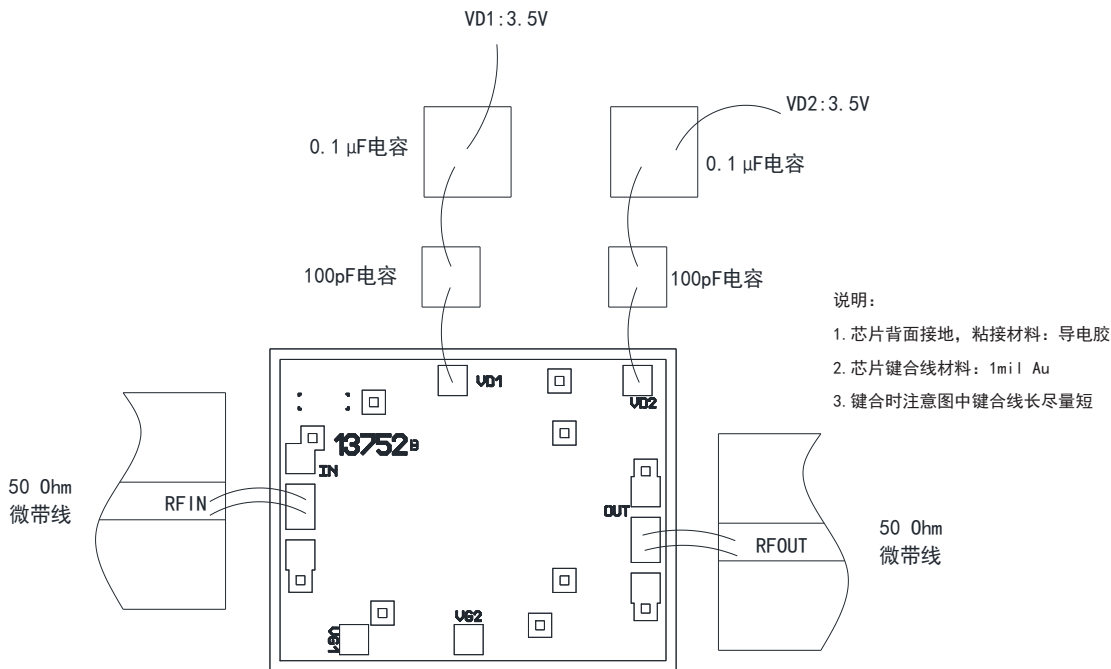 VD1:3.5V
VD2:3.5V
0.1μF电容
0.1μF电容
100pF电容
100pF电容
说明:
1.芯片背面接地, 粘接材料: 导电胶
2.芯片键合线材料: 1mil Au
3.键合时注意图中键合线长尽量短
VD1
VD2
13752B
IN
50 Ohm
微带线
RFIN
OUT
RFOUT
50 Ohm
微带线
VG1
VG2